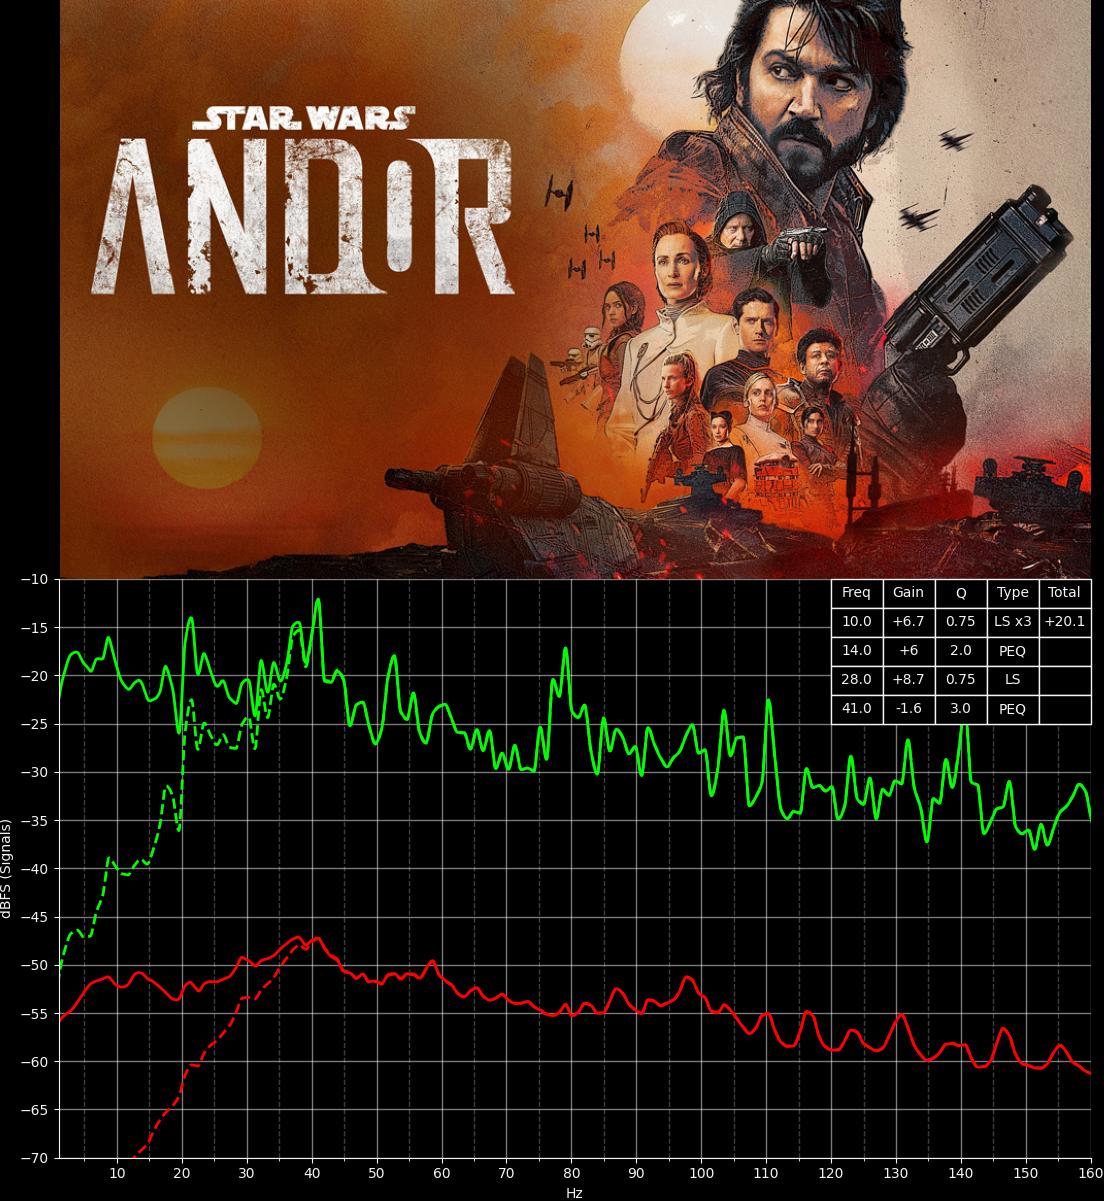 STAR WARS
ANDOR
Freq Gain Q Type Total
10.0 +6.7 0.75 LS x3 +20.1
14.0 +6 2.0 PEQ
28.0 +8.7 0.75 LS
41.0 -1.6 3.0 PEQ
−10
−15
−20
−25
−30
−35
−40
−45
−50
−55
−60
−65
−70
dBFS (Signals)
10 20 30 40 50 60 70 80 90 100 110 120 130 140 150 160
Hz